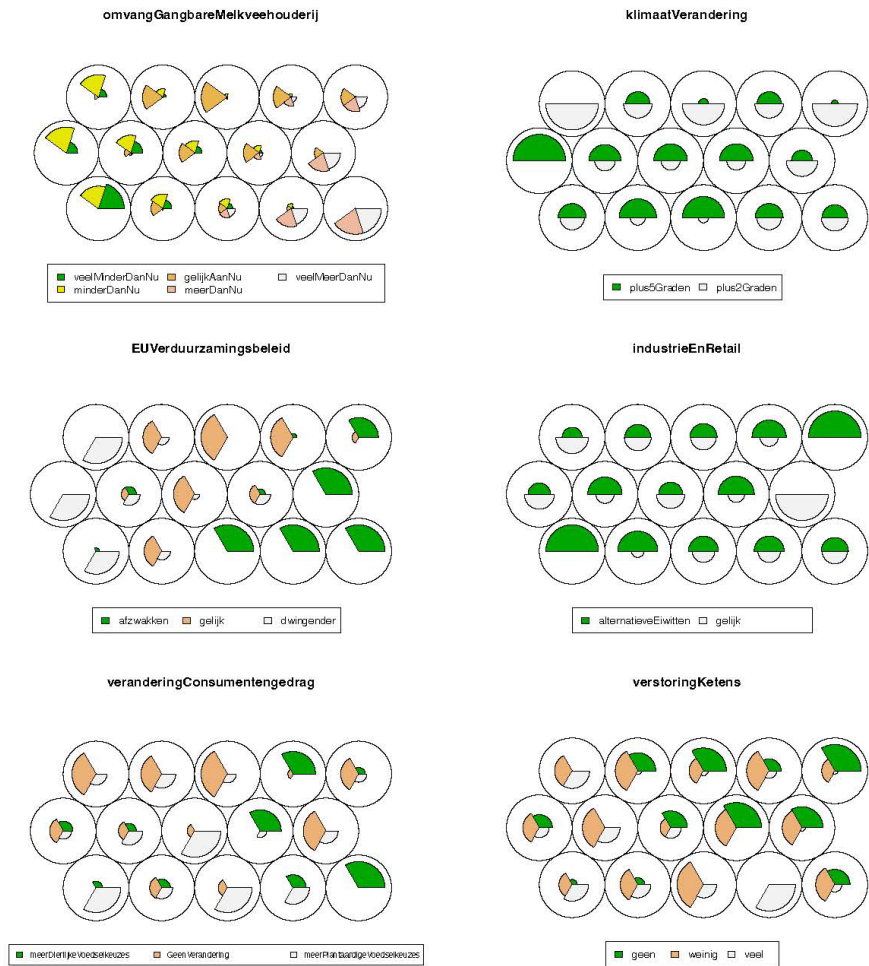 omvangGangbareMelkveehouderij
klimaatVerandering
veelMinderDanNu gelijkAanNu veelMeerDanNu
minderDanNu meerDanNu
plus5Graden plus2Graden
EUVerduurzamingsbeleid
industrieEnRetail
afzwakken gelijk dwingender
alternatieveEiwitten gelijk
veranderingConsumentengedrag
verstoringKetens
meerDierlijkeVoedselkeuzes GeenVerandering meerPlantaardigeVoedselkeuzes
geen weinig veel